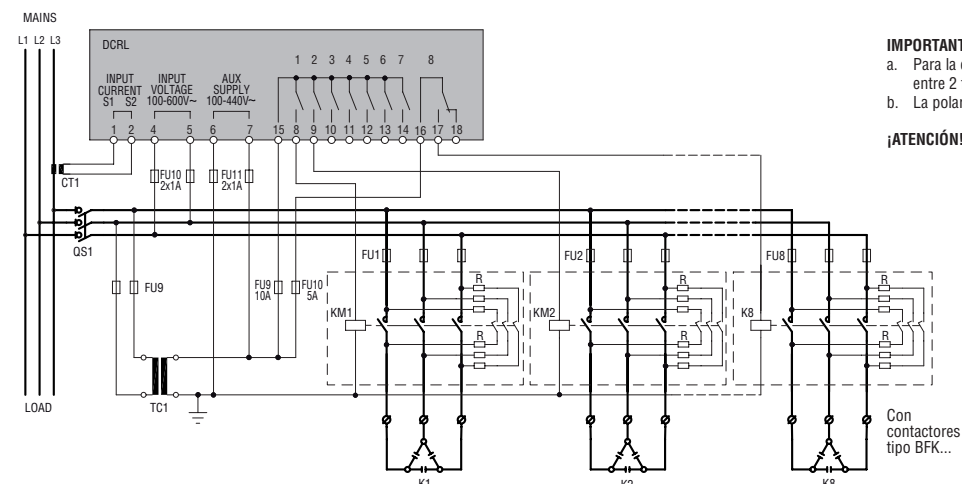 MAINS
L1 L2 L3
DCRL
1 2 3 4 5 6 7 8
INPUT CURRENT
S1 S2
INPUT VOLTAGE
100-600V~
AUX SUPPLY
100-440V~
1 2 4 5 6 7 15 8 9 10 11 12 13 14 16 17 18
CT1
FU10
2x1A
FU11
2x1A
QS1
FU9
FU9
10A
FU10
5A
FU1
FU2
FU8
KM1
R
R
KM2
R
R
K8
R
R
LOAD
TC1
K1
K2
K8
IMPORTANT
a. Para la
entre 2
b. La polar
¡ATENCIÓN!
Con
contactores
tipo BFK...